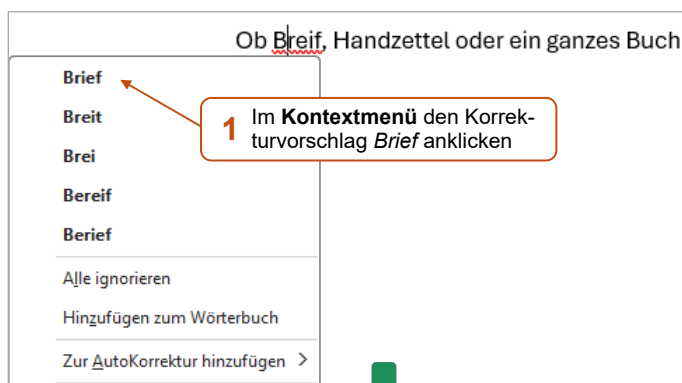 Ob Breif, Handzettel oder ein ganzes Buch
Brief
Breit
Brei
Bereif
Berief
Alle ignorieren
Hinzufügen zum Wörterbuch
Zur AutoKorrektur hinzufügen >
1 Im Kontextmenü den Korrek-
turvorschlag Brief anklicken